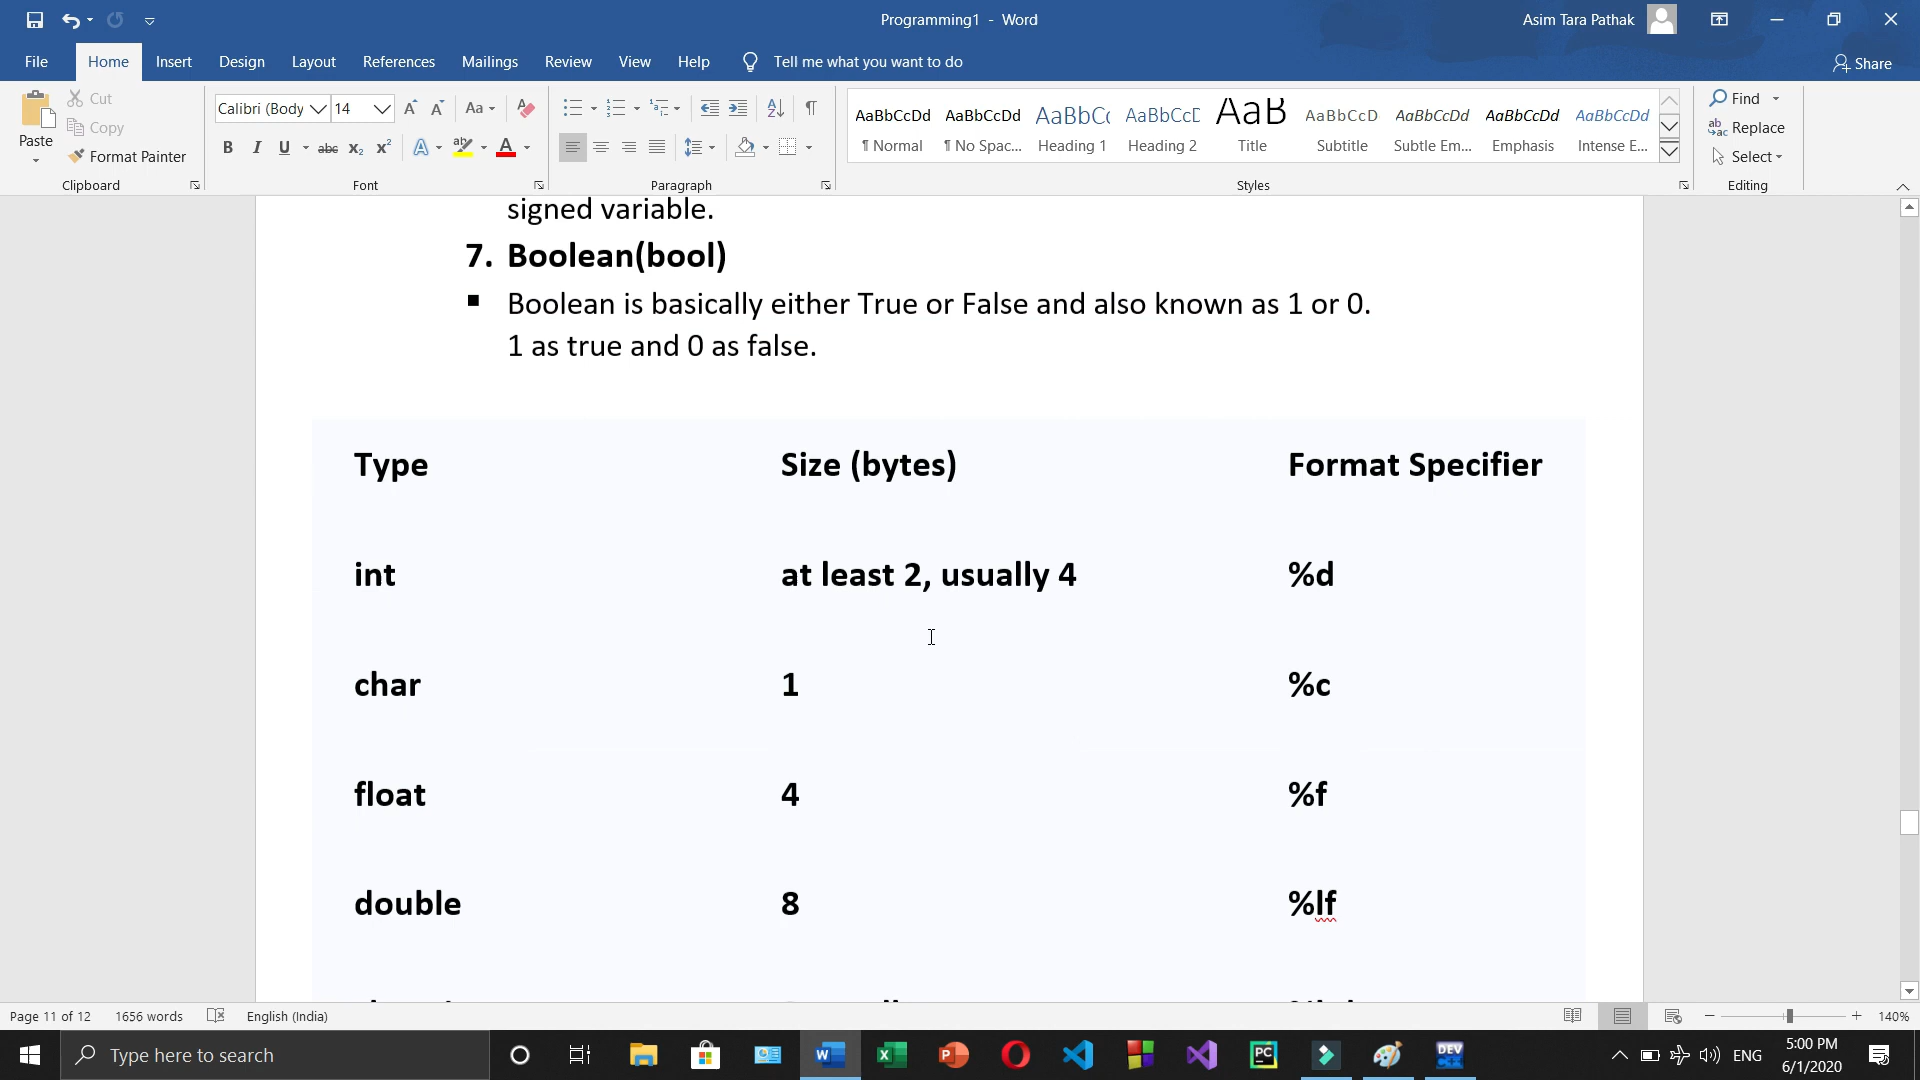 Programming1 - Word
Asim Tara Pathak
File Home Insert Design Layout References Mailings Review View Help Tell me what you want to do
Share
Paste
Cut
Copy
Format Painter
Clipboard
Calibri (Body 14
Aa
B I U abc X₂ X²
Font
Paragraph
AaBbCcDd AaBbCcDd AaBbCc AaBbCcD AaB AaBbCcD AaBbCcDd AaBbCcDd AaBbCcDd
¶ Normal ¶ No Spac... Heading 1 Heading 2 Title Subtitle Subtle Em... Emphasis Intense E...
Styles
Find
Replace
Select
Editing
signed variable.
7. Boolean(bool)
▪ Boolean is basically either True or False and also known as 1 or 0.
1 as true and 0 as false.
Type Size (bytes) Format Specifier
int at least 2, usually 4 %d
char 1 %c
float 4 %f
double 8 %lf
Page 11 of 12 1656 words English (India) 140%
Type here to search
ENG
5:00 PM
6/1/2020